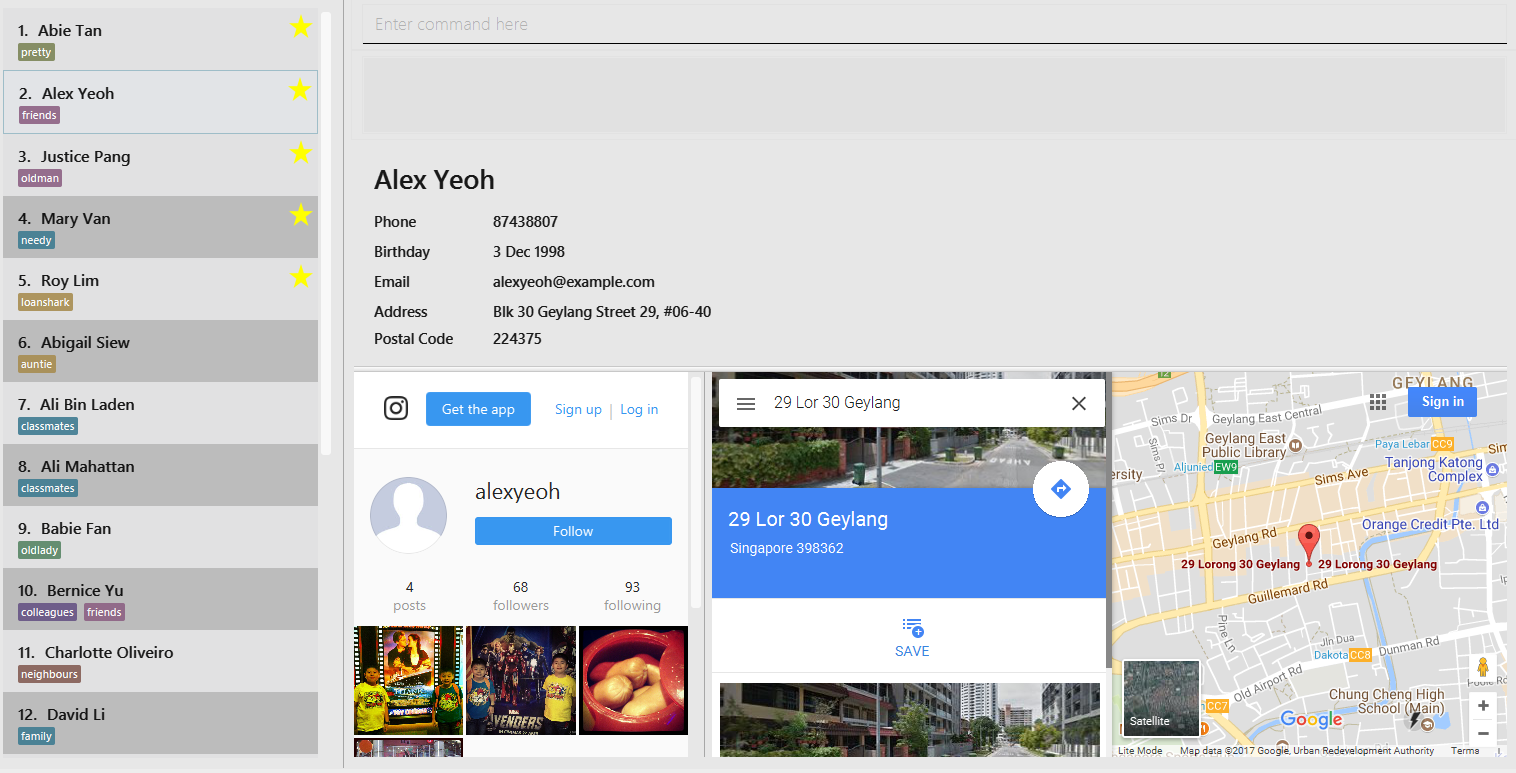 1. Abie Tan
pretty
2. Alex Yeoh
friends
3. Justice Pang
oldman
4. Mary Van
needy
5. Roy Lim
loanshark
6. Abigail Siew
auntie
7. Ali Bin Laden
classmates
8. Ali Mahattan
classmates
9. Babie Fan
oldlady
10. Bernice Yu
colleagues friends
11. Charlotte Oliveiro
neighbours
12. David Li
family
Enter command here
Alex Yeoh
Phone 87438807
Birthday 3 Dec 1998
Email alexyeoh@example.com
Address Blk 30 Geylang Street 29, #06-40
Postal Code 224375
Get the app Sign up | Log in
alexyeoh
Follow
4 68 93
posts followers following
TITANIC
VENDERS
29 Lor 30 Geylang
29 Lor 30 Geylang
Singapore 398362
SAVE
12
GEYLANG
Sign in
Sims Dr
Geylang East Central
Geylang East
Public Library
Paya Lebar CC9
Sims
Aljunied EW9
ersity
Sims Pl
Sims Ave
Tanjong Katong
Complex
Orange Credit Pte. Ltd
Geylang Rd
29 Lorong 30 Geylang 29 Lorong 30 Geylang
Guillemard Rd
Pine Ln
Jln Dua
Dakota CC8
Dunman Rd
Old Airport Rd
Chung Cheng High
School (Main)
CC7
Satellite
Google
Lite Mode Map data ©2017 Google, Urban Redevelopment Authority Terms